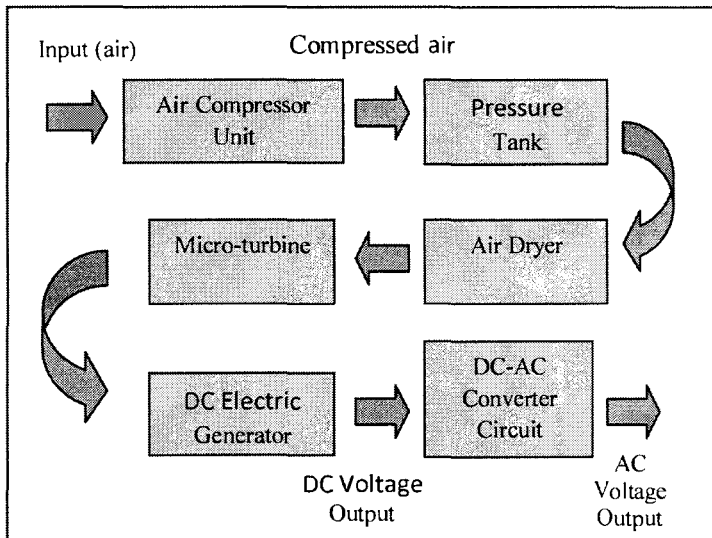 Input (air)
Compressed air
Air Compressor
Unit
Pressure
Tank
Micro-turbine
Air Dryer
DC Electric
Generator
DC-AC
Converter
Circuit
DC Voltage
Output
AC
Voltage
Output